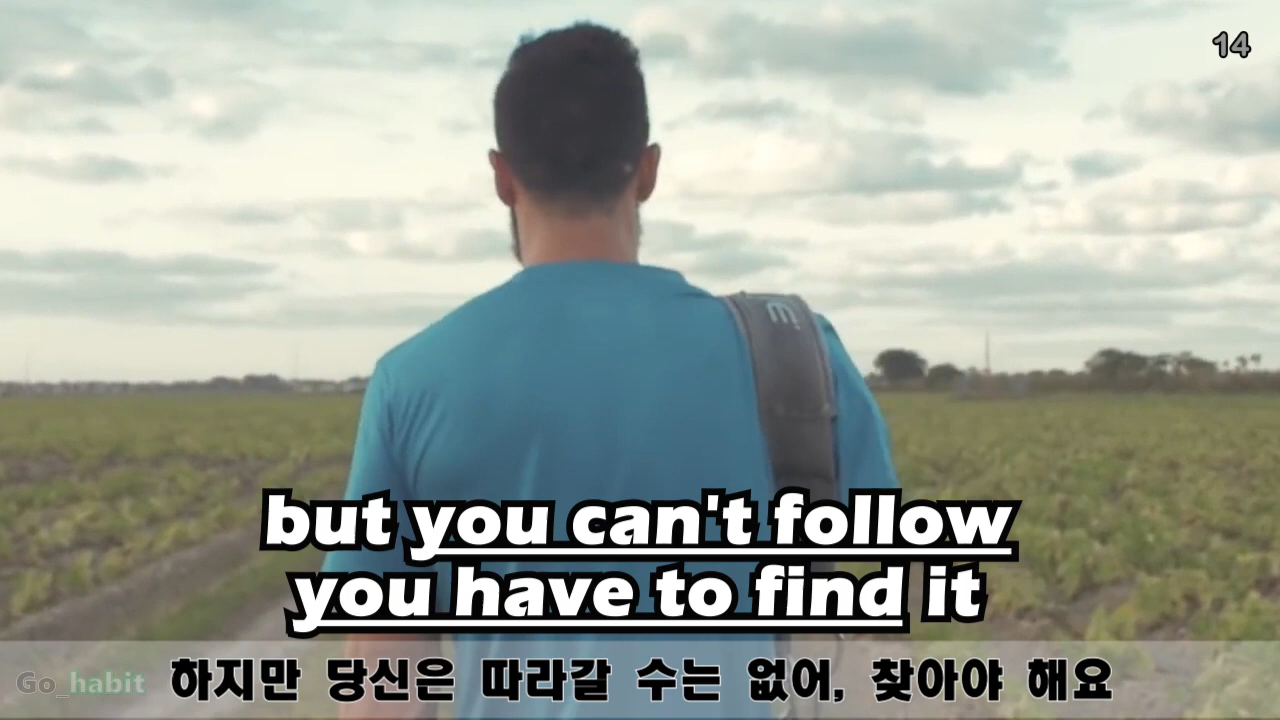 14
but you can't follow
you have to find it
하지만 당신은 따라갈 수는 없어, 찾아야 해요
Go_habit